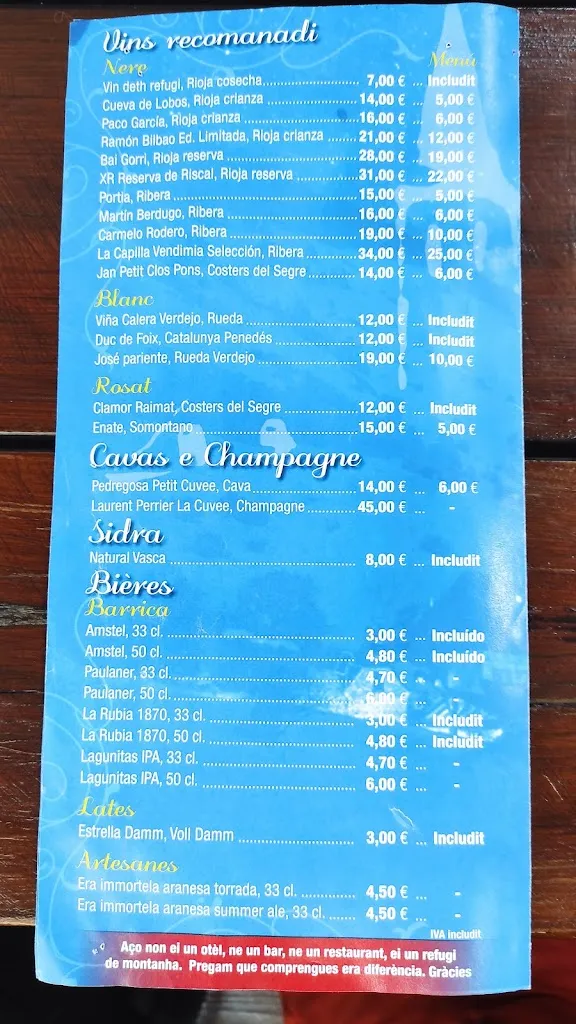 Vins recomanadi
Nere Menú
Vin deth refugi, Rioja cosecha 7,00 € ... Includit
Cueva de Lobos, Rioja crianza 14,00 € ... 5,00 €
Paco García, Rioja crianza 16,00 € ... 6,00 €
Ramón Bilbao Ed. Limitada, Rioja crianza 21,00 € ... 12,00 €
Bai Gorri, Rioja reserva 28,00 € ... 19,00 €
XR Reserva de Riscal, Rioja reserva 31,00 € ... 22,00 €
Portia, Ribera 15,00 € ... 5,00 €
Martín Berdugo, Ribera 16,00 € ... 6,00 €
Carmelo Rodero, Ribera 19,00 € ... 10,00 €
La Capilla Vendimia Selección, Ribera 34,00 € ... 25,00 €
Jan Petit Clos Pons, Costers del Segre 14,00 € ... 6,00 €
Blanc
Viña Calera Verdejo, Rueda 12,00 € ... Includit
Duc de Foix, Catalunya Penedés 12,00 € ... Includit
José pariente, Rueda Verdejo 19,00 € ... 10,00 €
Rosat
Clamor Raimat, Costers del Segre 12,00 € ... Includit
Enate, Somontano 15,00 € ... 5,00 €
Cavas e Champagne
Pedregosa Petit Cuvee, Cava 14,00 € ... 6,00 €
Laurent Perrier La Cuvee, Champagne 45,00 € ... -
Sidra
Natural Vasca 8,00 € ... Includit
Bières
Barrica
Amstel, 33 cl. 3,00 € ... Incluído
Amstel, 50 cl. 4,80 € ... Incluído
Paulaner, 33 cl. 4,70 € ... -
Paulaner, 50 cl. 6,00 € ... -
La Rubia 1870, 33 cl. 3,00 € ... Includit
La Rubia 1870, 50 cl. 4,80 € ... Includit
Lagunitas IPA, 33 cl. 4,70 € ... -
Lagunitas IPA, 50 cl. 6,00 € ... -
Lates
Estrella Damm, Voll Damm 3,00 € ... Includit
Artesanes
Era immortela aranesa torrada, 33 cl. 4,50 € ... -
Era immortela aranesa summer ale, 33 cl. 4,50 € ... -
IVA includit
Aço non ei un otèl, ne un bar, ne un restaurant, ei un refugi
de montanha. Pregam que comprengues era diferéncia. Gràcies